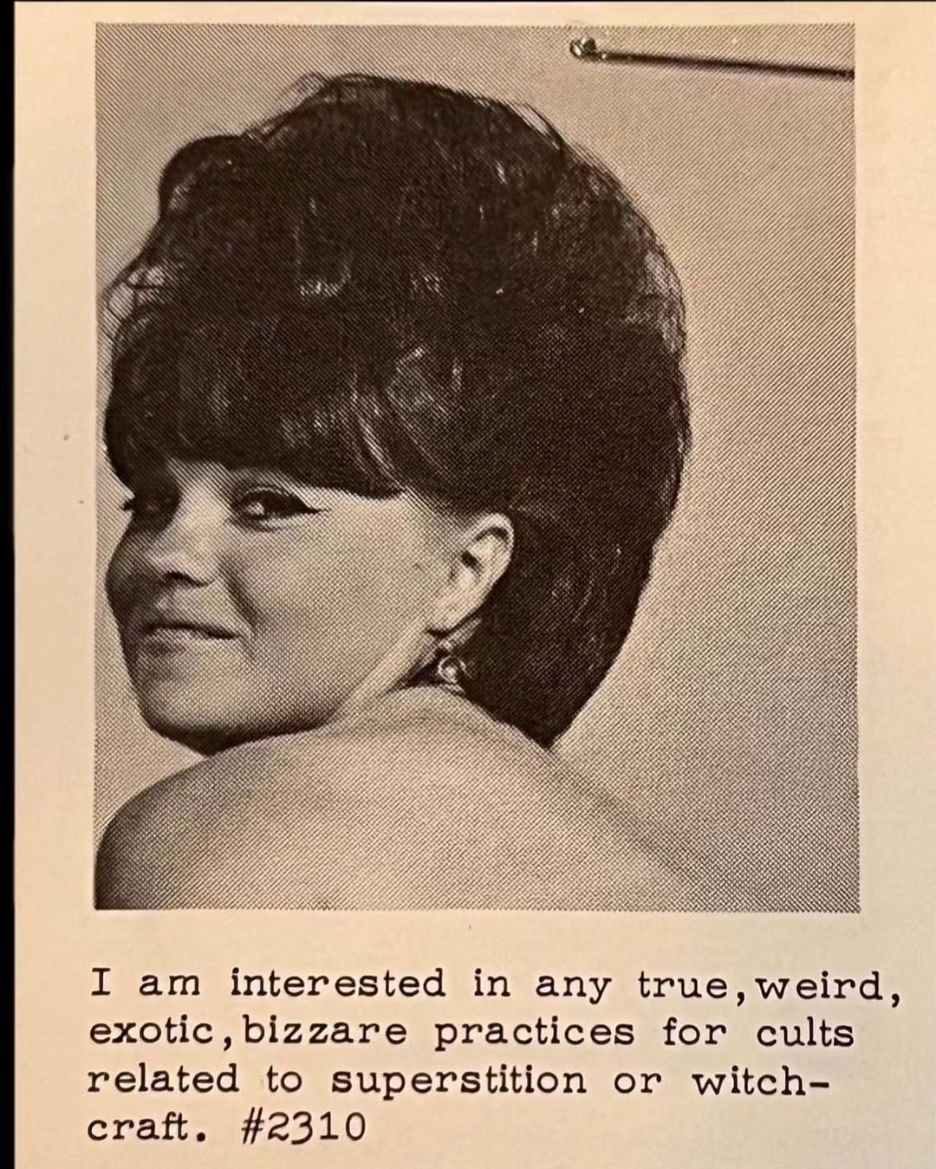 I am interested in any true,weird,
exotic,bizzare practices for cults
related to superstition or witch-
craft. #2310